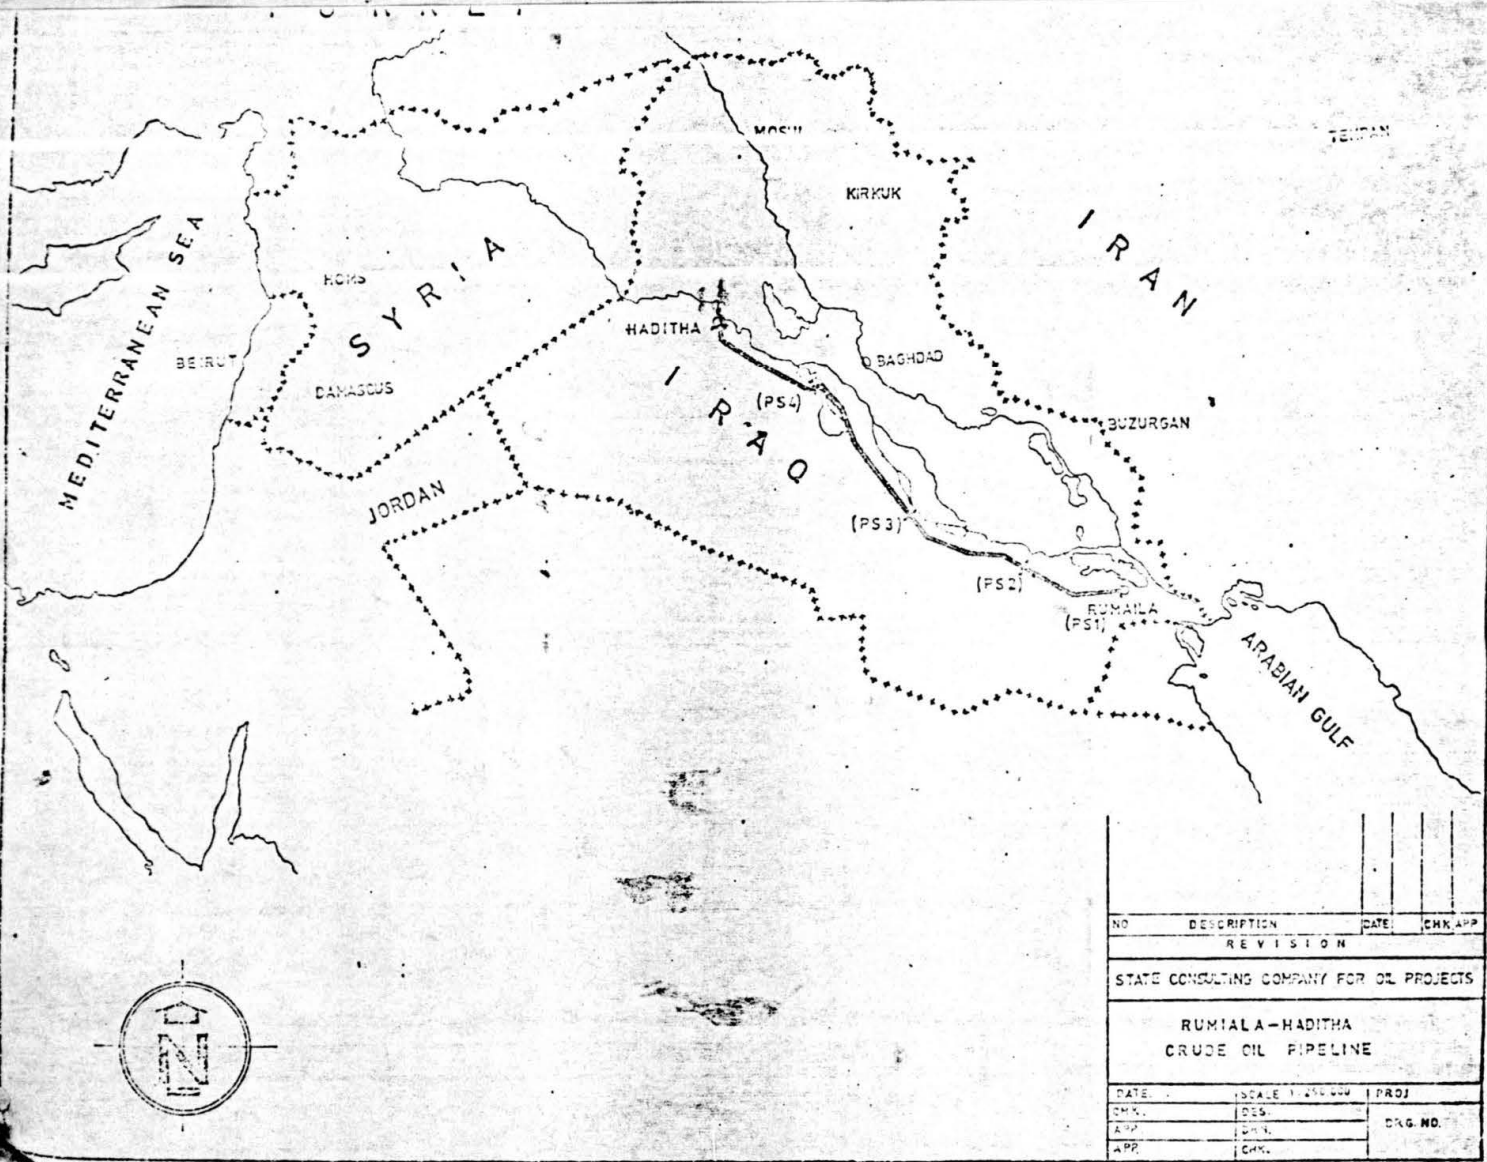 MOSUL
TEHRAN
KIRKUK
IRAN
MEDITERRANEAN SEA
HOMS
SYRIA
HADITHA
BEIRUT
BAGHDAD
DAMASCUS
IRAQ
(PS4)
BUZURGAN
JORDAN
(PS3)
(PS2)
RUMAILA
(PS1)
ARABIAN GULF
N
NO DESCRIPTION DATE CHK APP
REVISION
STATE CONSULTING COMPANY FOR OIL PROJECTS
RUMIALA-HADITHA
CRUDE OIL PIPELINE
DATE. SCALE PROJ
CHK. DES. DRG. NO.
APP. DRN.
APP. CHK.